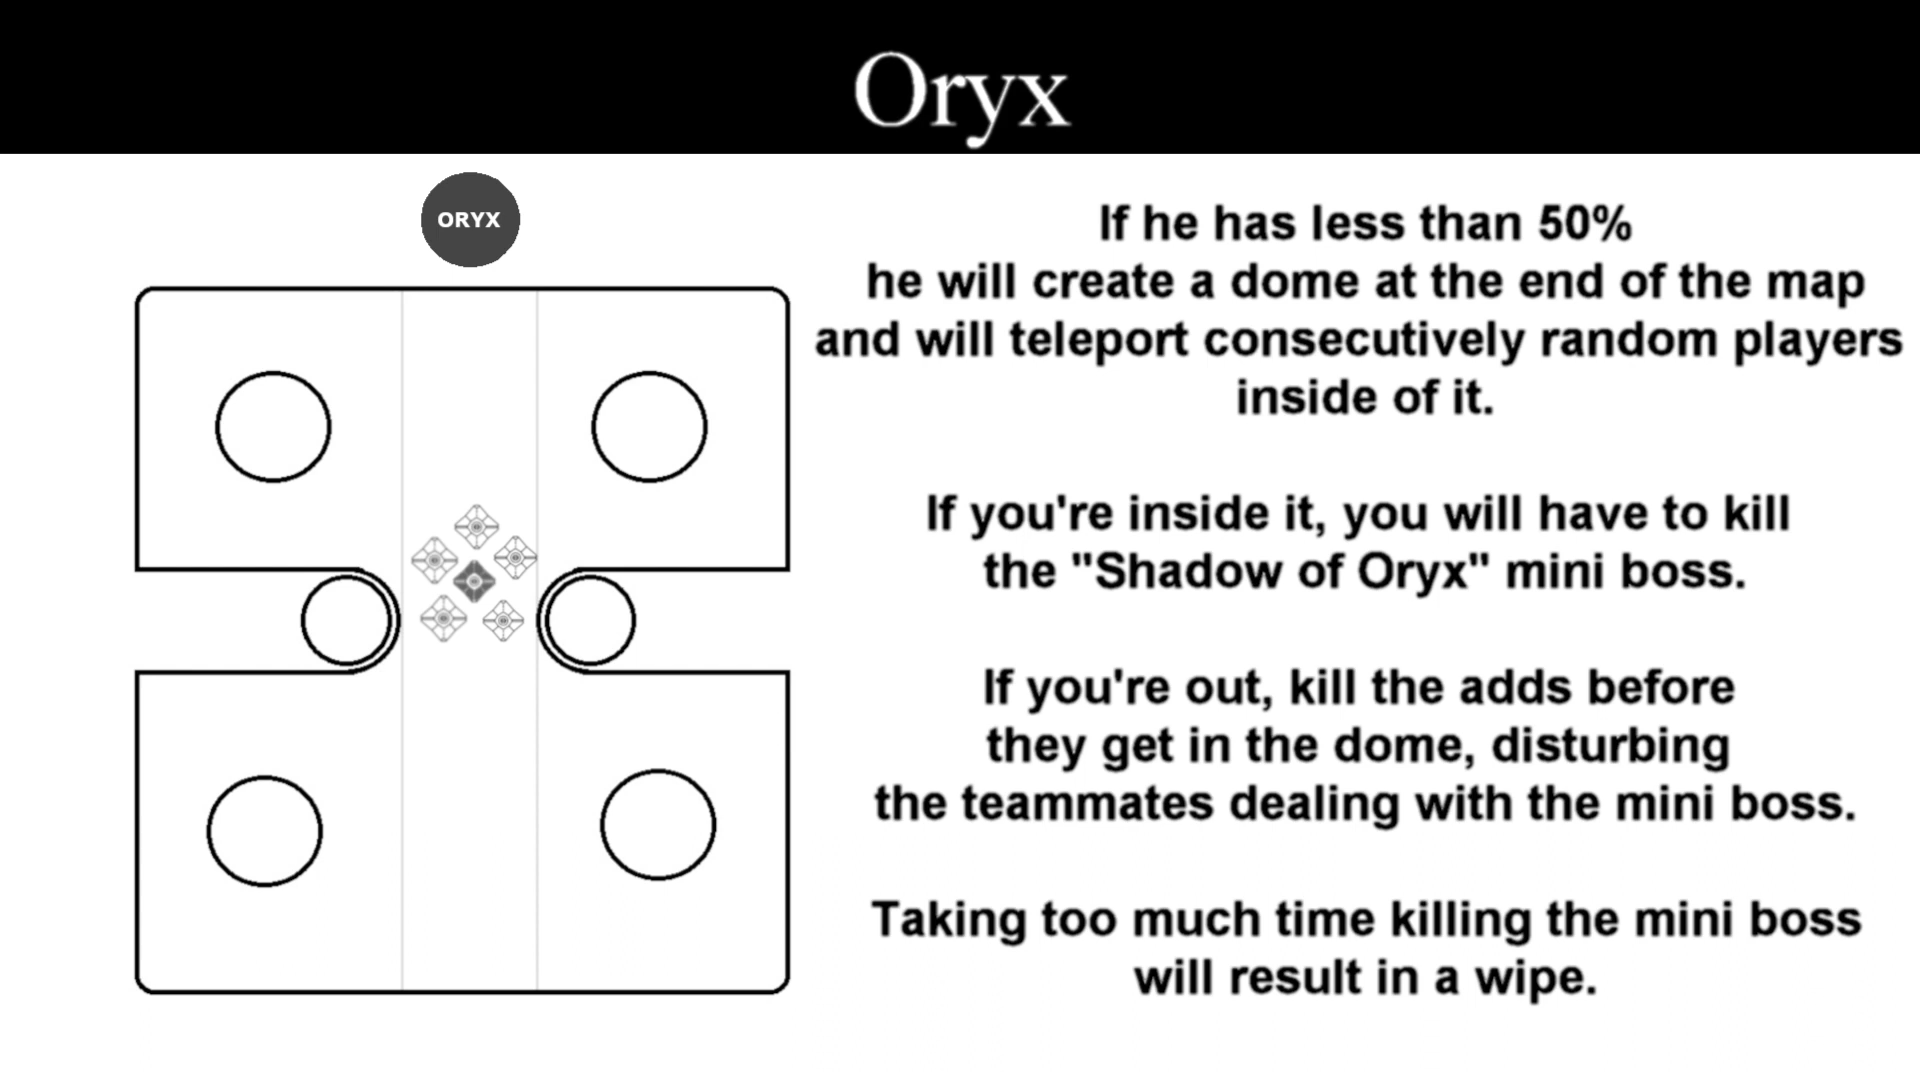 Oryx
ORYX
If he has less than 50%
he will create a dome at the end of the map
and will teleport consecutively random players
inside of it.
If you're inside it, you will have to kill
the "Shadow of Oryx" mini boss.
If you're out, kill the adds before
they get in the dome, disturbing
the teammates dealing with the mini boss.
Taking too much time killing the mini boss
will result in a wipe.